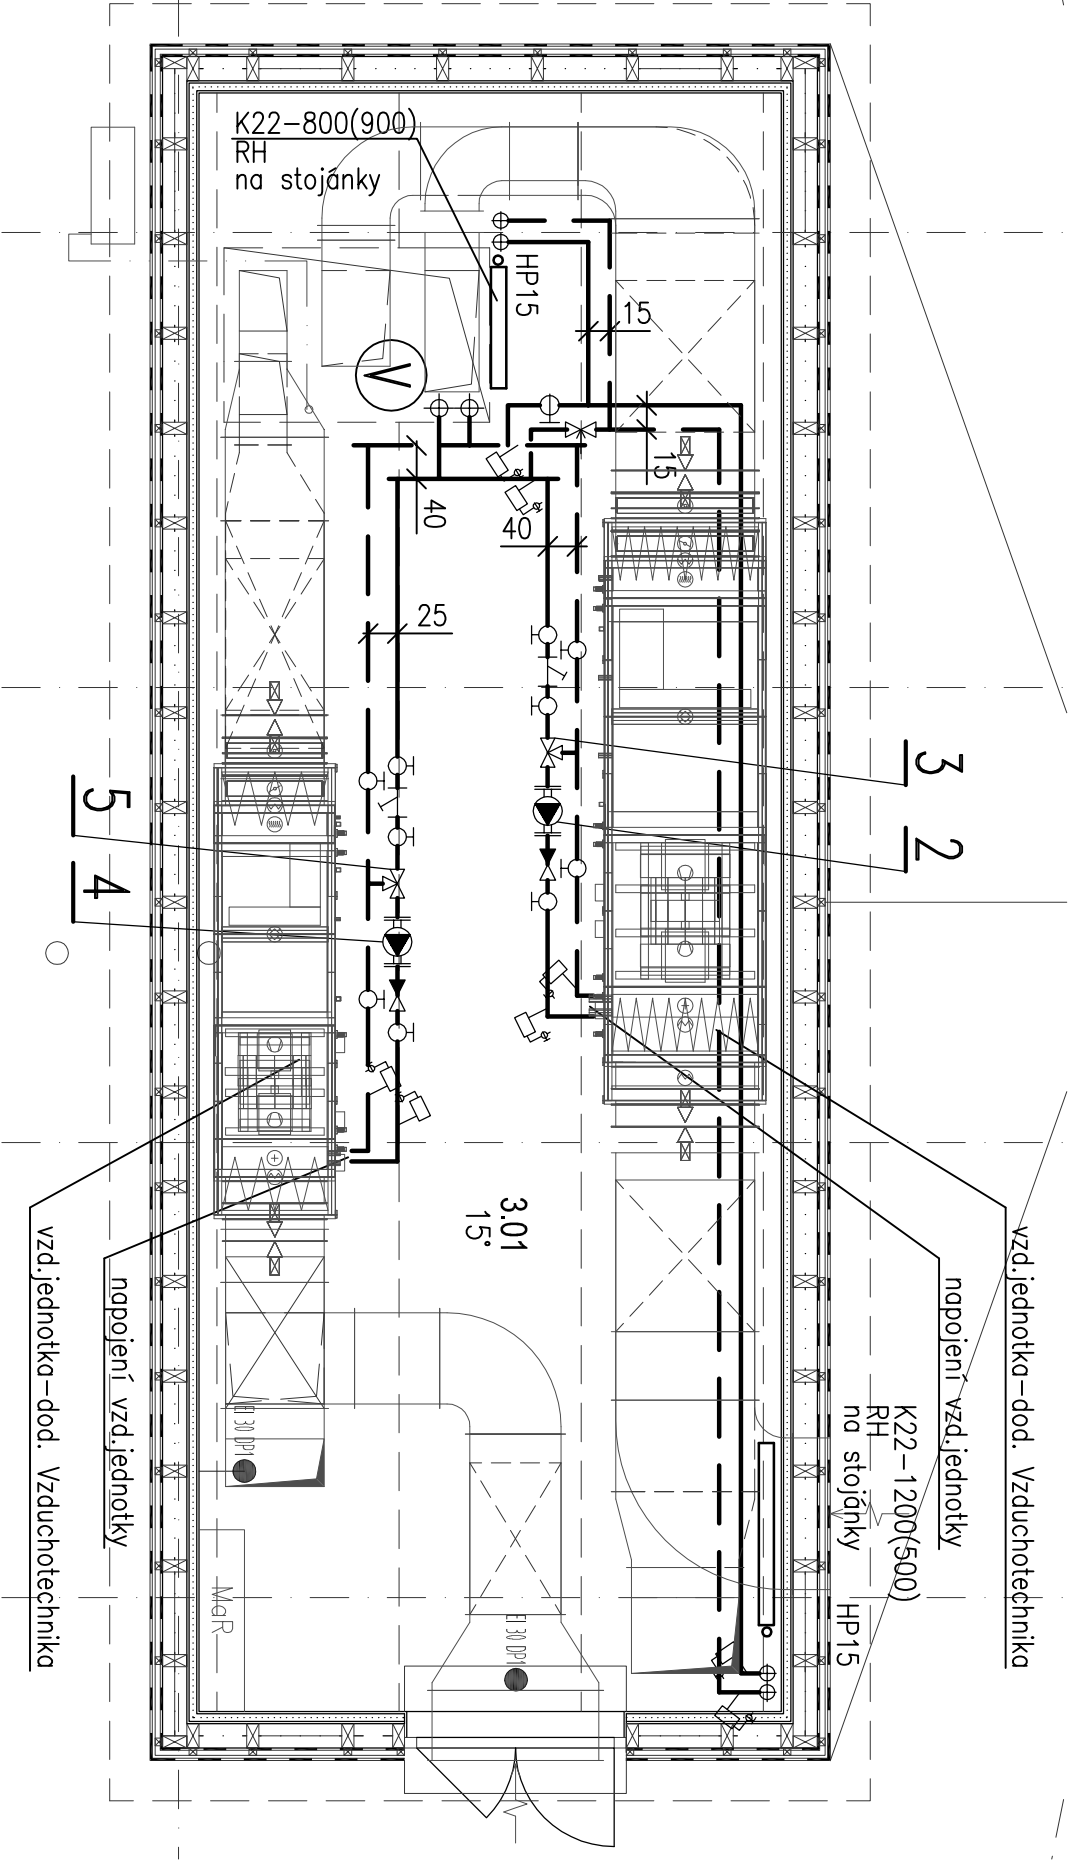 K22-800(900)
RH
na stojánky
HP15
15
V
15
40
40
25
3
2
5
4
3.01
15°
vzd.jednotka-dod. Vzduchotechnika
napojení vzd.jednotky
K22-1200(500)
RH
na stojánky
HP15
napojení vzd.jednotky
vzd.jednotka-dod. Vzduchotechnika
EI 30 DP1
EI 30 DP1
MaR